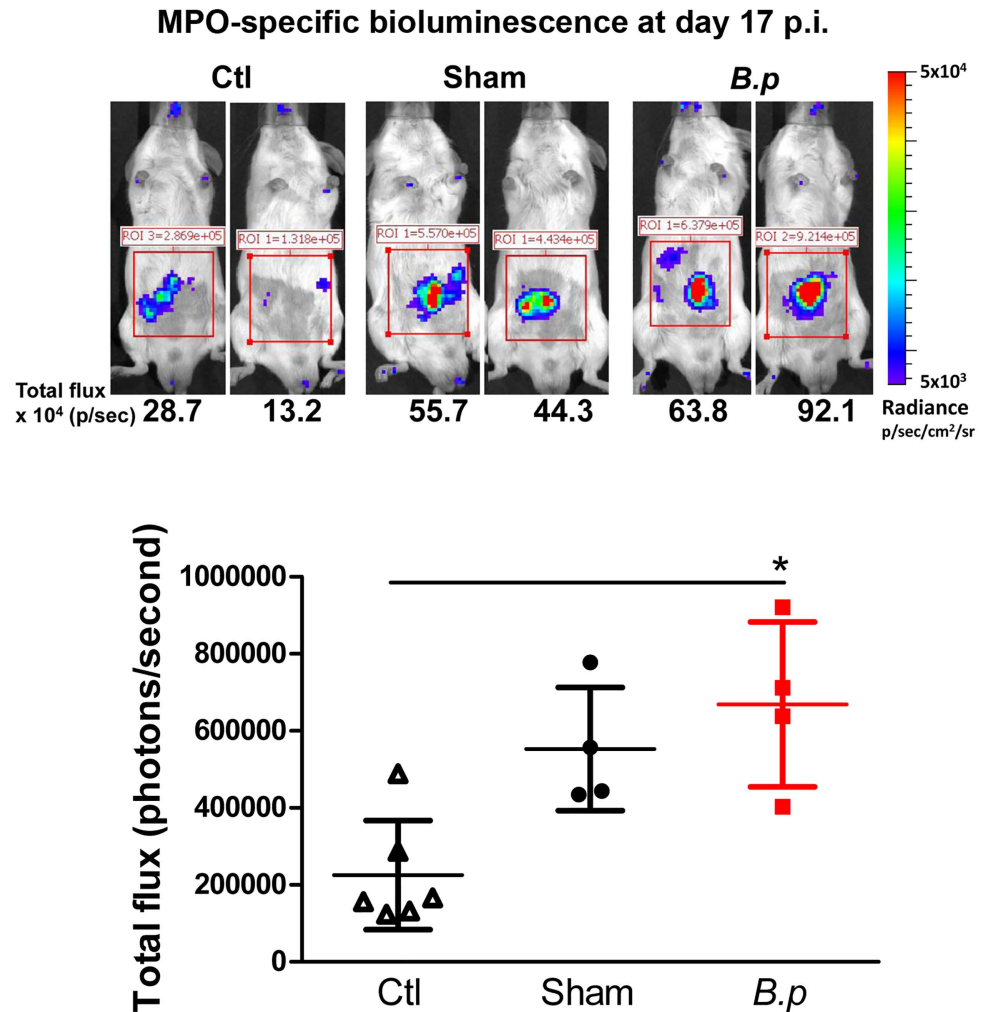 MPO-specific bioluminescence at day 17 p.i.
Ctl Sham B.p
5x10⁴
ROI 3=2.869e+05 ROI 1=1.318e+05 ROI 1=5.570e+05 ROI 1=4.434e+05 ROI 1=6.379e+05 ROI 2=9.214e+05
5x10³
Total flux
x 10⁴ (p/sec) 28.7 13.2 55.7 44.3 63.8 92.1 Radiance
p/sec/cm²/sr
Total flux (photons/second)
1000000
800000
600000
400000
200000
0
*
Ctl Sham B.p